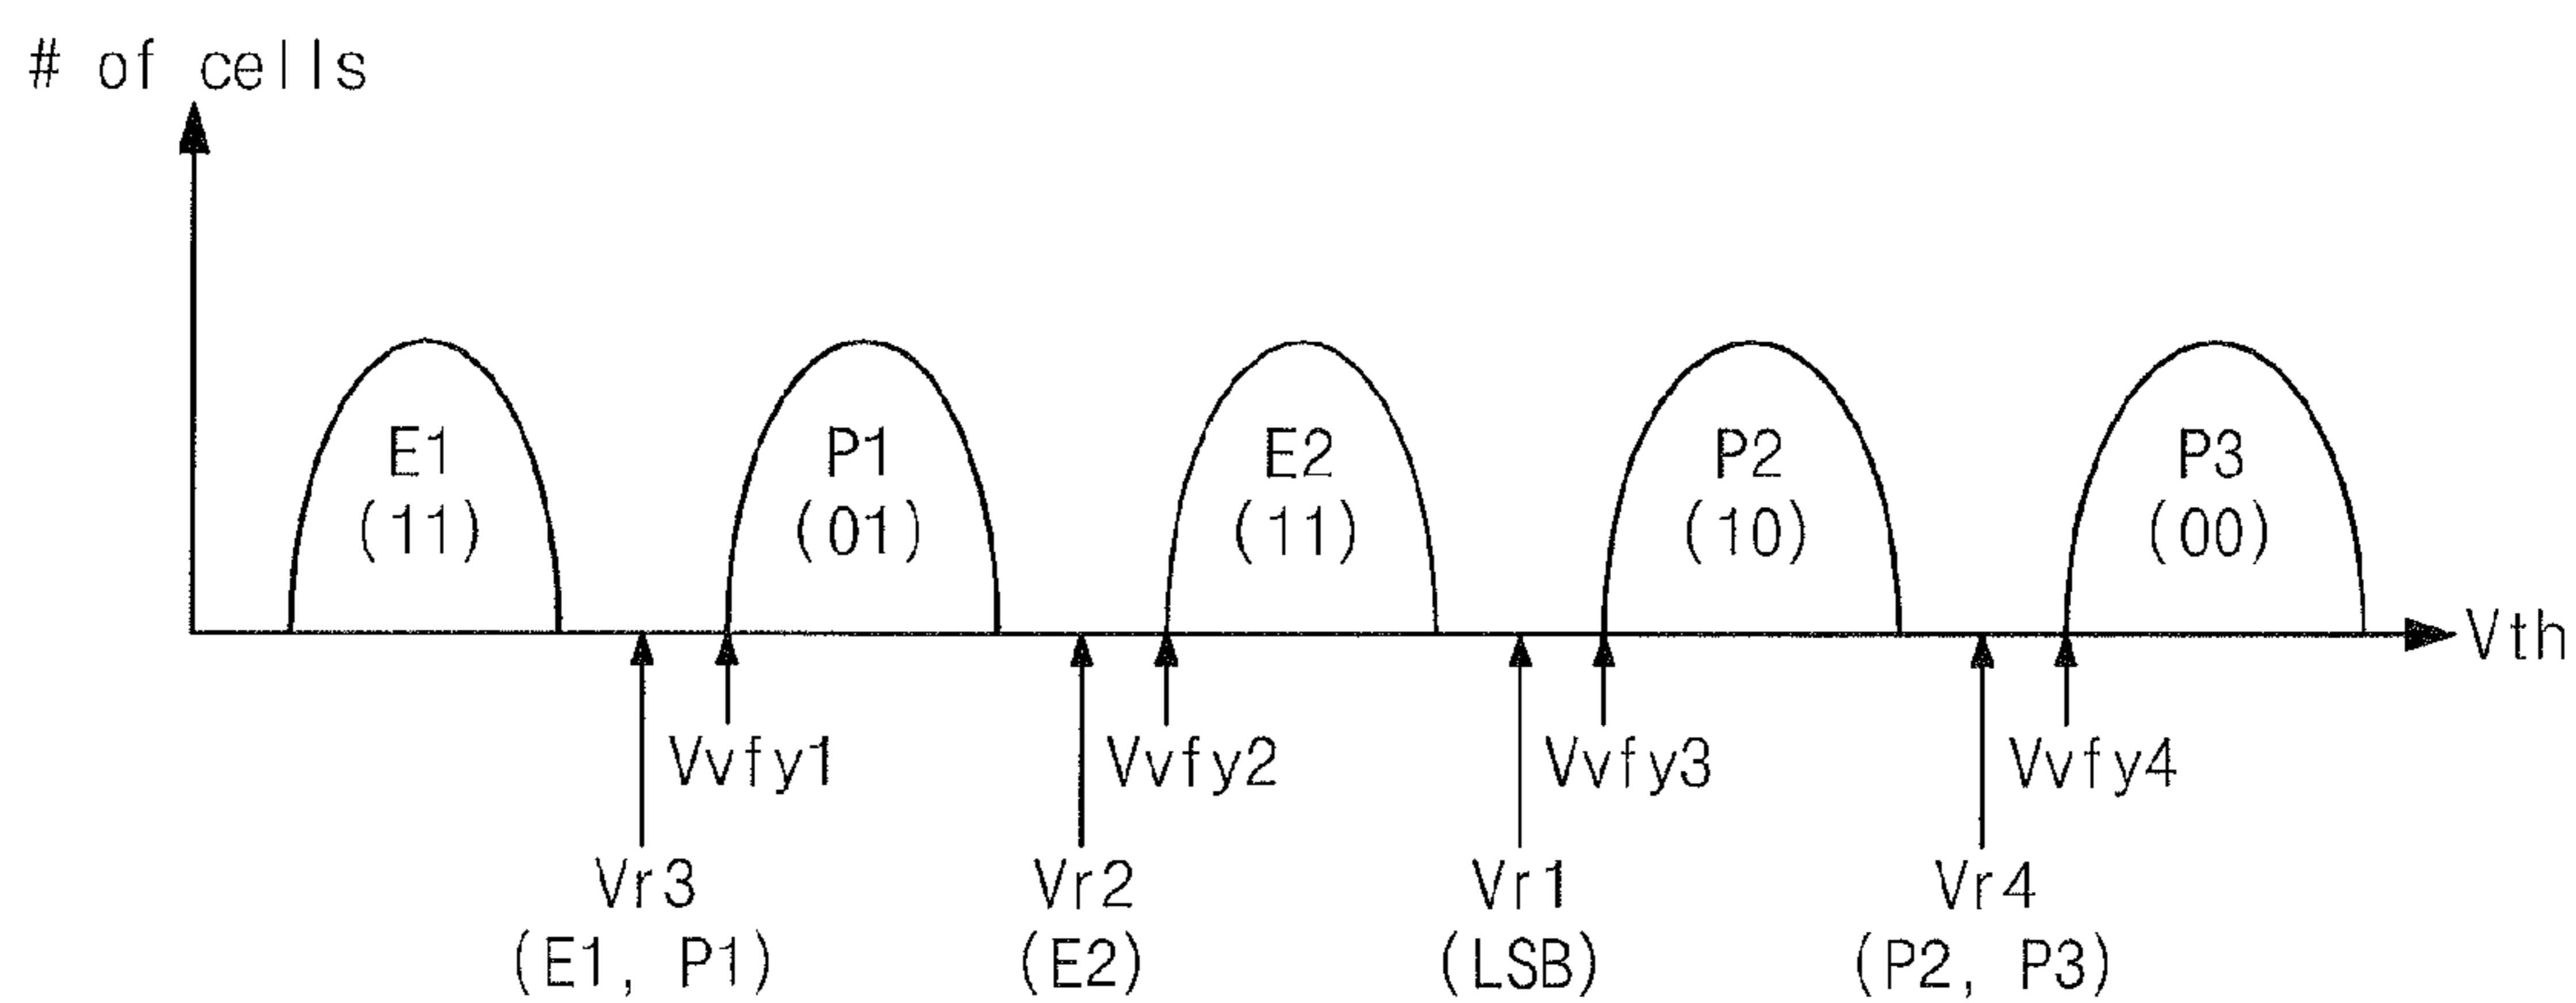 # of cells
E1 P1 E2 P2 P3
(11) (01) (11) (10) (00)
Vth
Vvfy1 Vvfy2 Vvfy3 Vvfy4
Vr3 Vr2 Vr1 Vr4
(E1, P1) (E2) (LSB) (P2, P3)